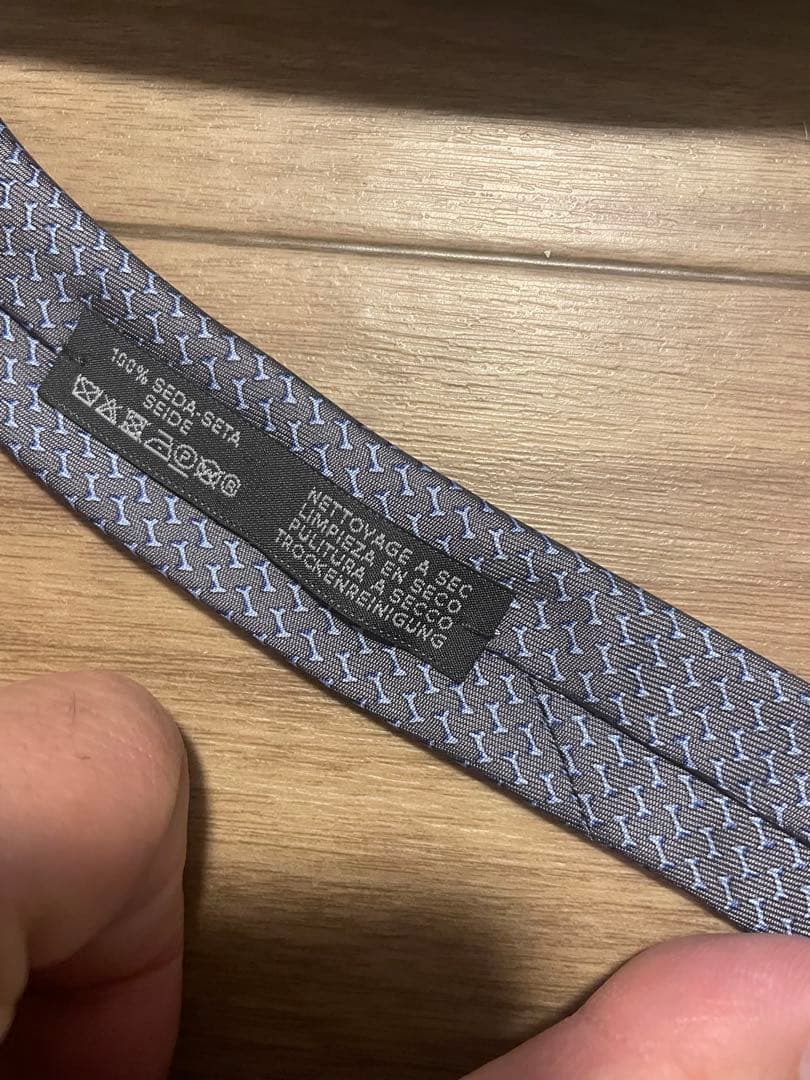 100% SEDA-SETA
SEIDE
NETTOYAGE A SEC
LIMPIEZA EN SECO
PULITURA A SECCO
TROCKENREINIGUNG